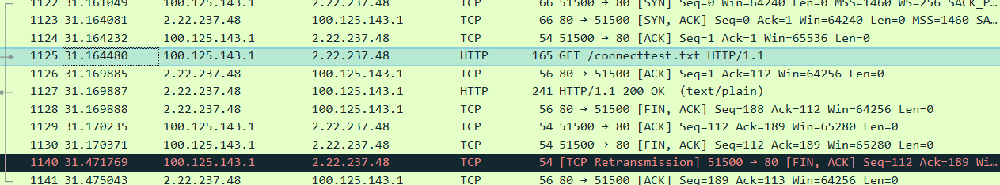 1122 31.161049 100.125.143.1 2.22.237.48 TCP 66 51500 → 80 [SYN] Seq=0 Win=64240 Len=0 MSS=1460 WS=256 SACK_P…
1123 31.164081 2.22.237.48 100.125.143.1 TCP 66 80 → 51500 [SYN, ACK] Seq=0 Ack=1 Win=64240 Len=0 MSS=1460 SA…
1124 31.164232 100.125.143.1 2.22.237.48 TCP 54 51500 → 80 [ACK] Seq=1 Ack=1 Win=65536 Len=0
1125 31.164480 100.125.143.1 2.22.237.48 HTTP 165 GET /connecttest.txt HTTP/1.1
1126 31.169885 2.22.237.48 100.125.143.1 TCP 56 80 → 51500 [ACK] Seq=1 Ack=112 Win=64256 Len=0
1127 31.169887 2.22.237.48 100.125.143.1 HTTP 241 HTTP/1.1 200 OK (text/plain)
1128 31.169888 2.22.237.48 100.125.143.1 TCP 56 80 → 51500 [FIN, ACK] Seq=188 Ack=112 Win=64256 Len=0
1129 31.170235 100.125.143.1 2.22.237.48 TCP 54 51500 → 80 [ACK] Seq=112 Ack=189 Win=65280 Len=0
1130 31.170371 100.125.143.1 2.22.237.48 TCP 54 51500 → 80 [FIN, ACK] Seq=112 Ack=189 Win=65280 Len=0
1140 31.471769 100.125.143.1 2.22.237.48 TCP 54 [TCP Retransmission] 51500 → 80 [FIN, ACK] Seq=112 Ack=189 Wi…
1141 31.475043 2.22.237.48 100.125.143.1 TCP 56 80 → 51500 [ACK] Seq=189 Ack=113 Win=64256 Len=0